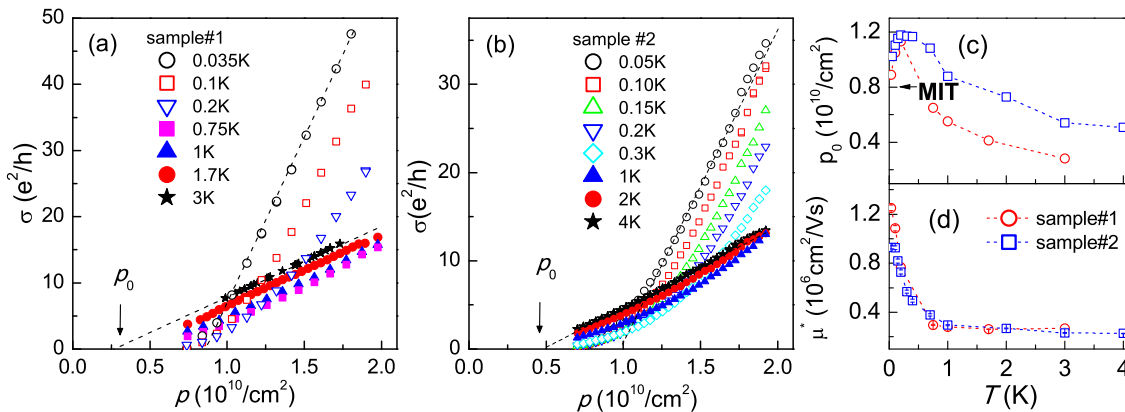 (a)
sample#1
0.035K
0.1K
0.2K
0.75K
1K
1.7K
3K
σ (e²/h)
50
40
30
20
10
0
p₀
0.0 0.5 1.0 1.5 2.0
p (10¹⁰/cm²)
(b)
sample #2
0.05K
0.10K
0.15K
0.2K
0.3K
1K
2K
4K
σ(e²/h)
30
20
10
0
p₀
0.0 0.5 1.0 1.5 2.0
p (10¹⁰/cm²)
(c)
MIT
p₀ (10¹⁰/cm²)
1.2
0.8
0.4
(d)
sample#1
sample#2
μ* (10⁶cm²/Vs)
1.2
0.8
0.4
0 1 2 3 4
T (K)